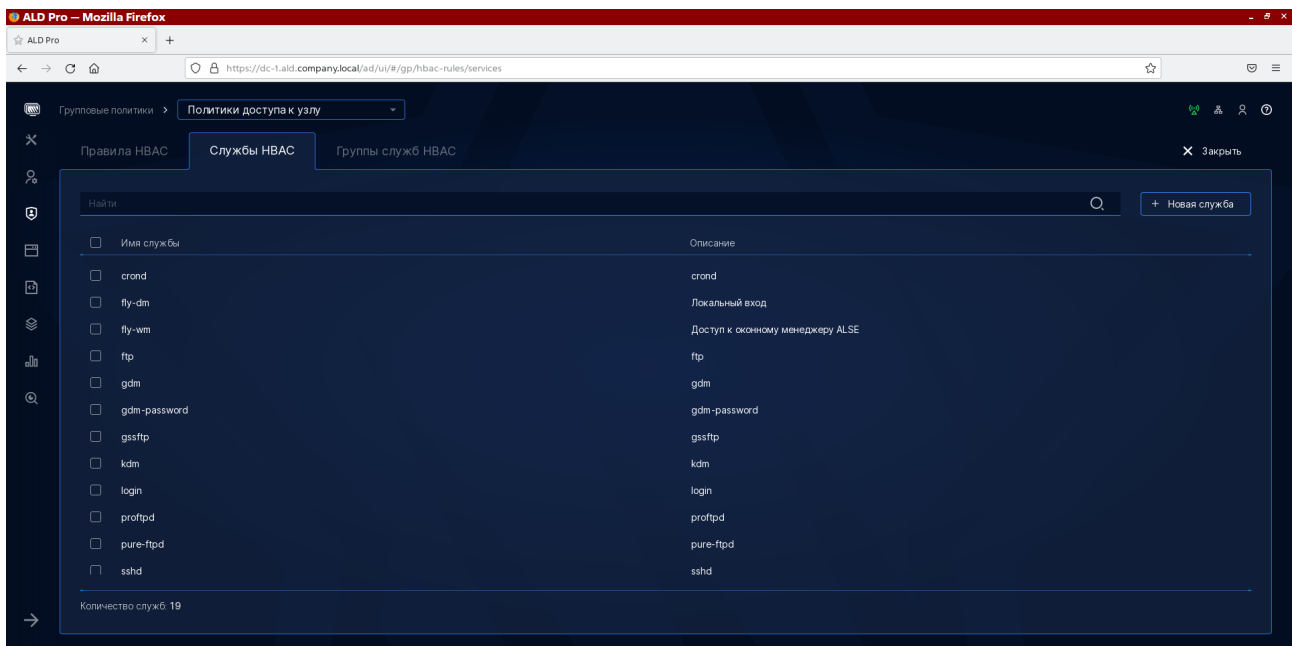 ALD Pro — Mozilla Firefox
ALD Pro
https://dc-1.ald.company.local/ad/ui/#/gp/hbac-rules/services
Групповые политики > Политики доступа к узлу
Правила HBAC Службы HBAC Группы служб HBAC Закрыть
Найти + Новая служба
Имя службы Описание
crond crond
fly-dm Локальный вход
fly-wm Доступ к оконному менеджеру ALSE
ftp ftp
gdm gdm
gdm-password gdm-password
gssftp gssftp
kdm kdm
login login
proftpd proftpd
pure-ftpd pure-ftpd
sshd sshd
Количество служб: 19